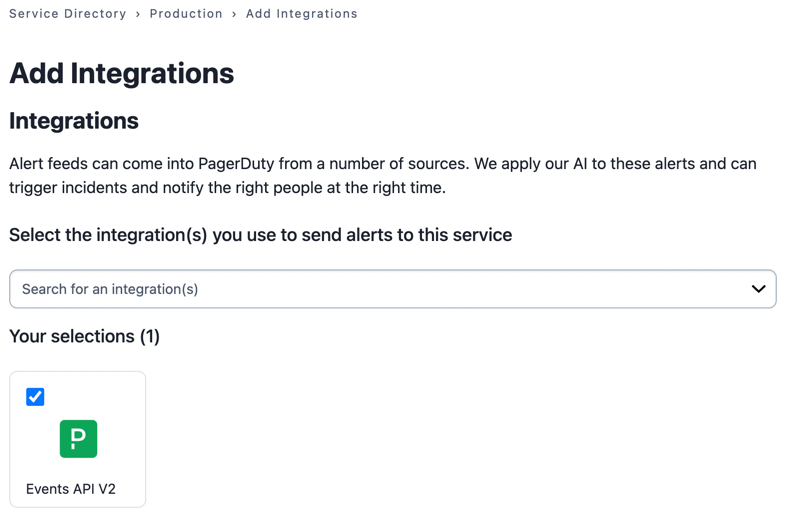 Service Directory › Production › Add Integrations
Add Integrations
Integrations
Alert feeds can come into PagerDuty from a number of sources. We apply our AI to these alerts and can
trigger incidents and notify the right people at the right time.
Select the integration(s) you use to send alerts to this service
Search for an integration(s)
Your selections (1)
P
Events API V2